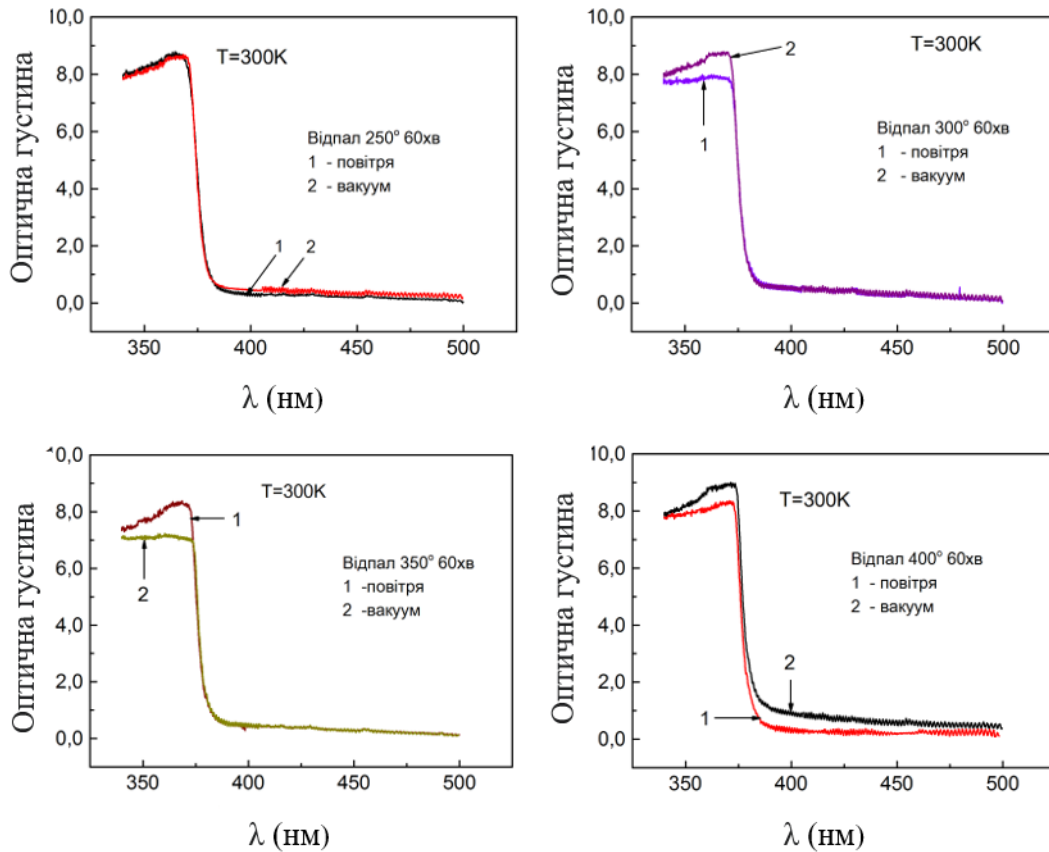 10,0
8,0
6,0
4,0
2,0
0,0
Оптична густина
T=300K
Відпал 250° 60хв
1 - повітря
2 - вакуум
1 2
350 400 450 500
λ (нм)
10,0
8,0
6,0
4,0
2,0
0,0
Оптична густина
2
T=300K
1
Відпал 300° 60хв
1 - повітря
2 - вакуум
350 400 450 500
λ (нм)
10,0
8,0
6,0
4,0
2,0
0,0
Оптична густина
T=300K
1
2
Відпал 350° 60хв
1 -повітря
2 -вакуум
350 400 450 500
λ (нм)
10,0
8,0
6,0
4,0
2,0
0,0
Оптична густина
T=300K
Відпал 400° 60хв
1 -повітря
2 - вакуум
2
1
350 400 450 500
λ (нм)